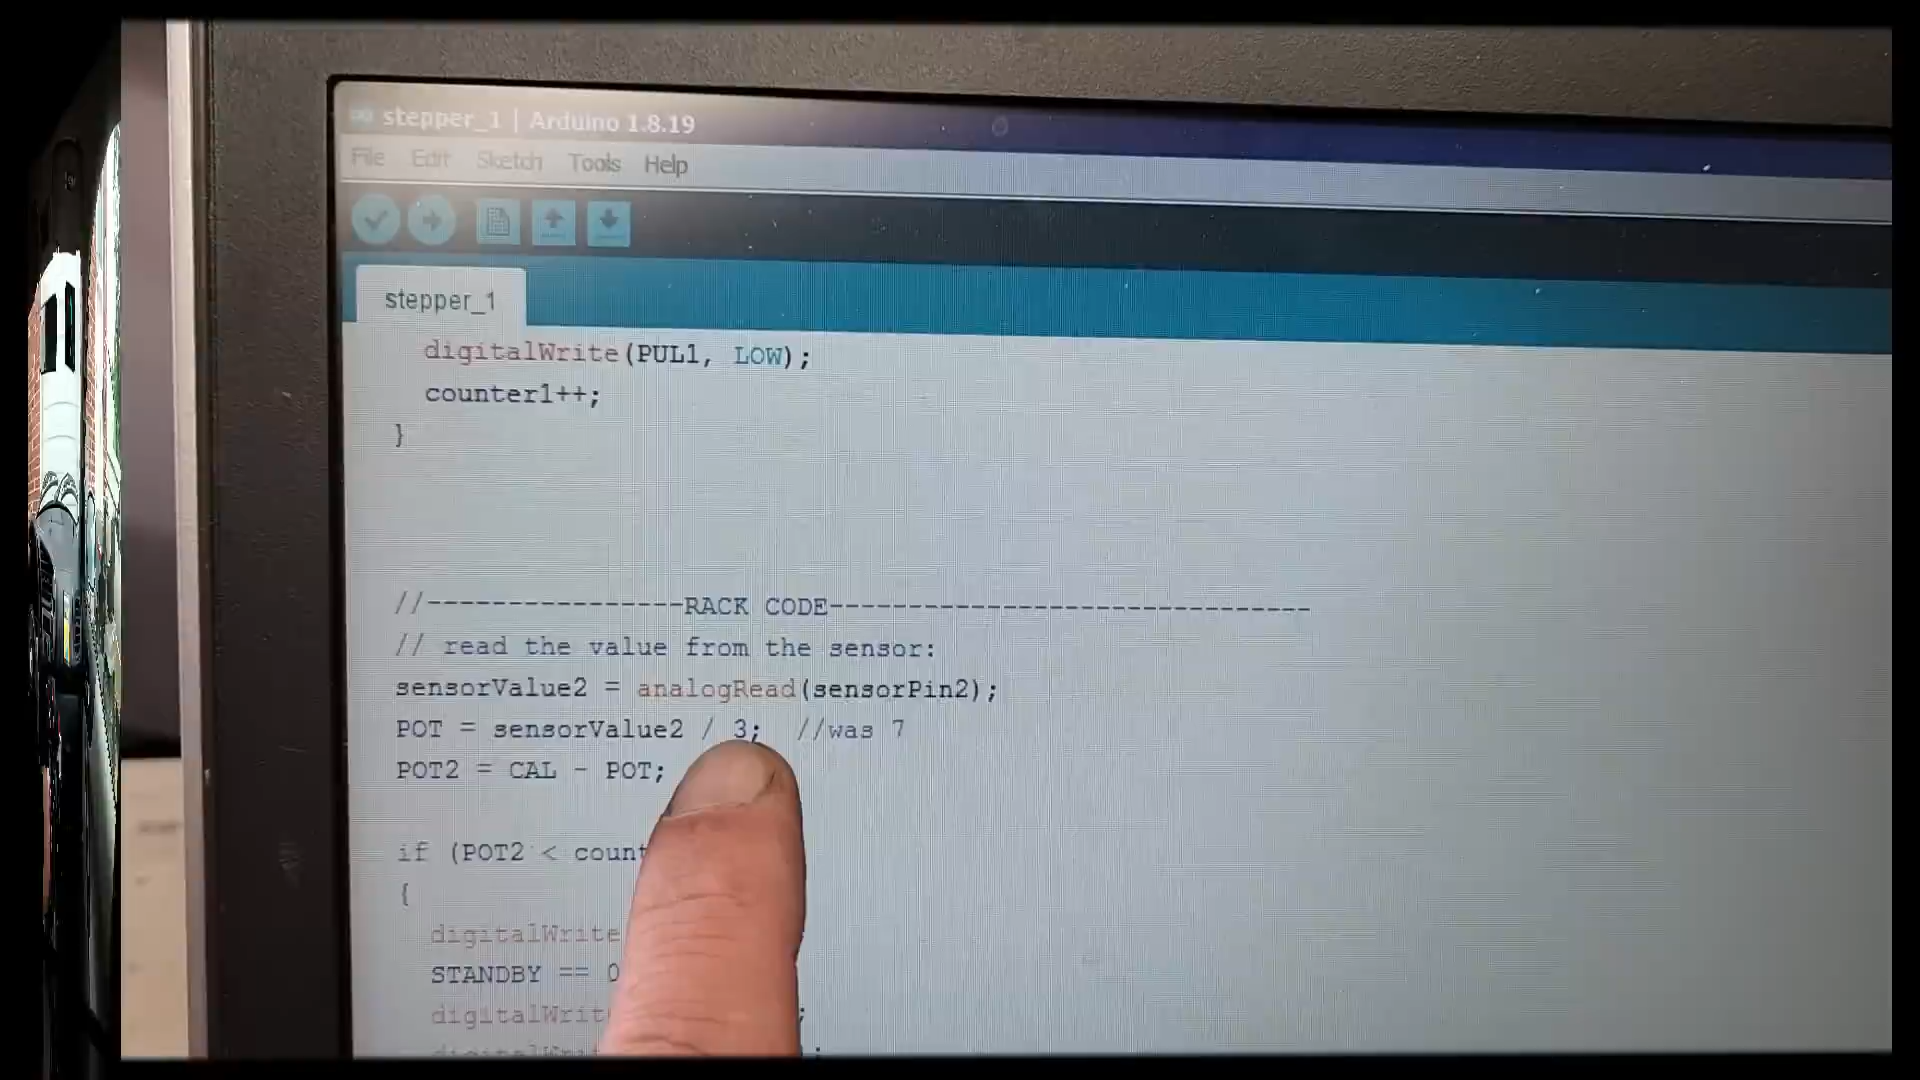 stepper_1 | Arduino 1.8.19
File Edit Sketch Tools Help
stepper_1
digitalWrite(PUL1, LOW);
counter1++;
}
//----------------RACK CODE------------------------------
// read the value from the sensor:
sensorValue2 = analogRead(sensorPin2);
POT = sensorValue2 / 3; //was 7
POT2 = CAL - POT;
if (POT2 < count
{
digitalWrite
STANDBY == 0
digitalWrit
;
digitalWrit
;